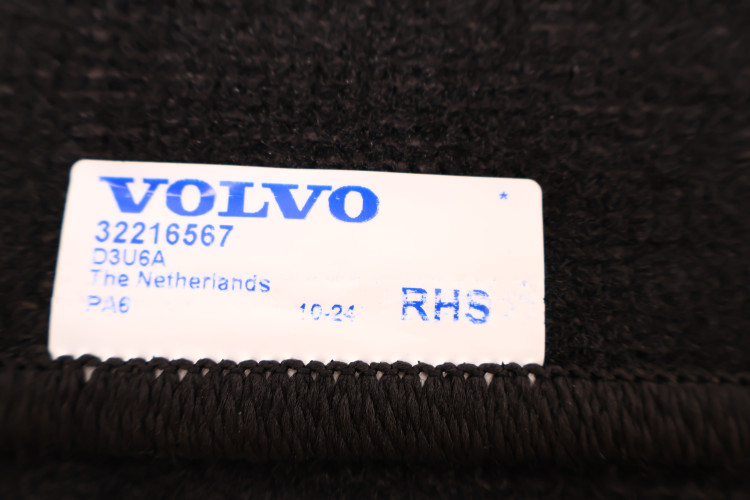 VOLVO *
32216567
D3U6A
The Netherlands
PA6 10-24 RHS